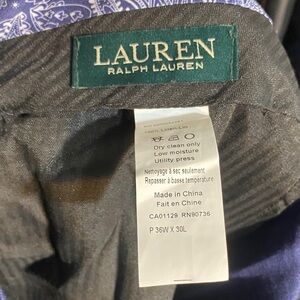 LAUREN
RALPH LAUREN
Dry clean only
Low moisture
Utility press
Nettoyage à sec seulement
Repasser à basse température
Made in China
Fait en Chine
CA01129 RN90736
P 36W X 30L